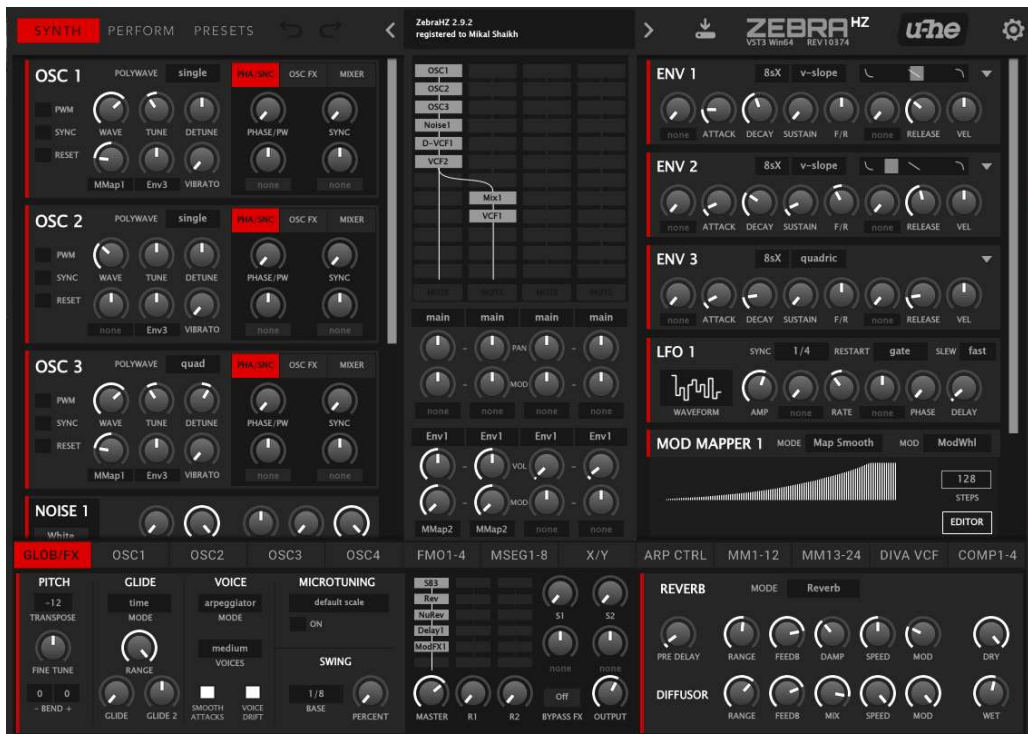 SYNTH PERFORM PRESETS
ZebraHZ 2.9.2
registered to Mikal Shaikh
ZEBRA HZ
VST3 Win64 REV10374
u-he
OSC 1 POLYWAVE single PHA/SNC OSC FX MIXER
PWM
SYNC WAVE TUNE DETUNE PHASE/PW SYNC
RESET
MMap1 Env3 VIBRATO none none
OSC 2 POLYWAVE single PHA/SNC OSC FX MIXER
PWM
SYNC WAVE TUNE DETUNE PHASE/PW SYNC
RESET
none Env3 VIBRATO none none
OSC 3 POLYWAVE quad PHA/SNC OSC FX MIXER
PWM
SYNC WAVE TUNE DETUNE PHASE/PW SYNC
RESET
MMap1 Env3 VIBRATO none none
NOISE 1
White
OSC1
OSC2
OSC3
Noise1
D-VCF1
VCF2
Mix1
VCF1
MUTE MUTE MUTE MUTE
main main main main
PAN
MOD
none none none none
Env1 Env1 Env1 Env1
VOL
MOD
MMap2 MMap2 none none
ENV 1 8sX v-slope
none ATTACK DECAY SUSTAIN F/R none RELEASE VEL
ENV 2 8sX v-slope
none ATTACK DECAY SUSTAIN F/R none RELEASE VEL
ENV 3 8sX quadric
none ATTACK DECAY SUSTAIN F/R none RELEASE VEL
LFO 1 SYNC 1/4 RESTART gate SLEW fast
WAVEFORM AMP none RATE none PHASE DELAY
MOD MAPPER 1 MODE Map Smooth MOD ModWhl
128
STEPS
EDITOR
GLOB/FX OSC1 OSC2 OSC3 OSC4 FMO1-4 MSEG1-8 X/Y ARP CTRL MM1-12 MM13-24 DIVA VCF COMP1-4
PITCH GLIDE VOICE MICROTUNING
-12 time arpeggiator default scale
TRANSPOSE MODE MODE ON
medium
FINE TUNE RANGE VOICES SWING
0 0 1/8
- BEND + GLIDE GLIDE 2 SMOOTH ATTACKS VOICE DRIFT BASE PERCENT
SB3
Rev
NuRev
Delay1
ModFX1
S1 S2
none none
Off
MASTER R1 R2 BYPASS FX OUTPUT
REVERB MODE Reverb
PRE DELAY RANGE FEEDB DAMP SPEED MOD DRY
DIFFUSOR
RANGE FEEDB MIX SPEED MOD WET